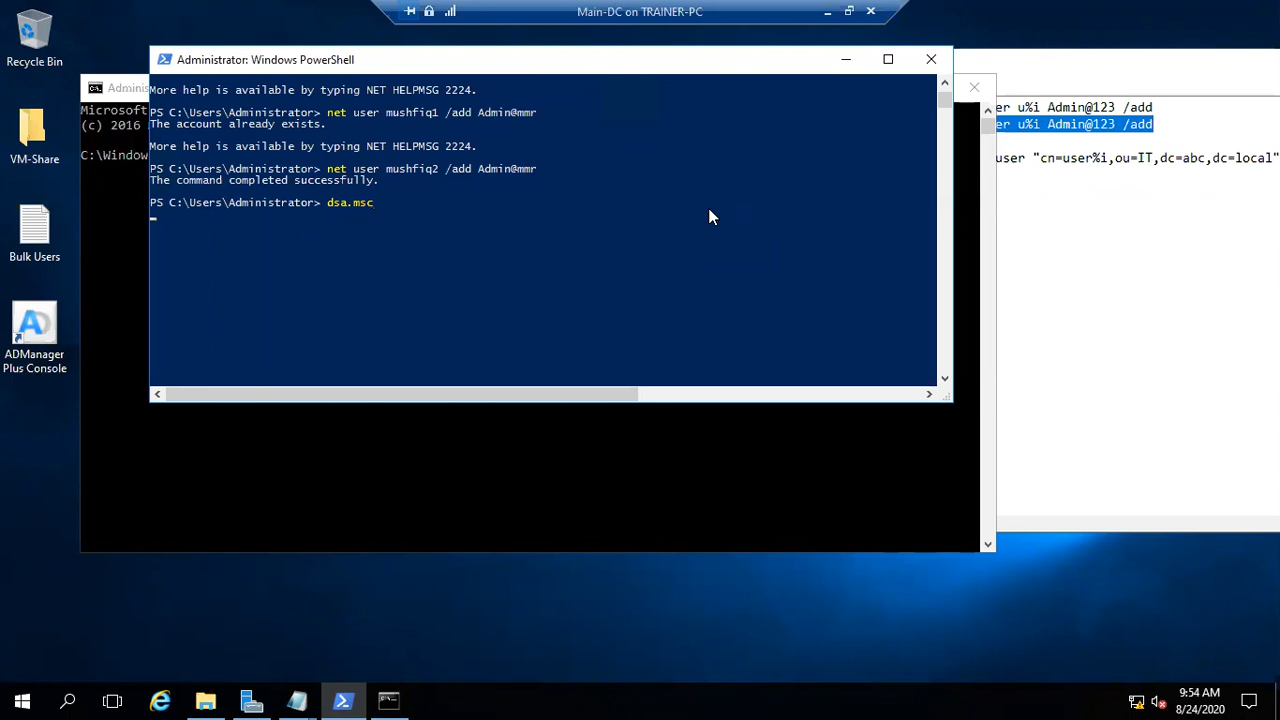 Main-DC on TRAINER-PC
Recycle Bin
VM-Share
Bulk Users
ADManager
Plus Console
Administrator: Windows PowerShell
More help is available by typing NET HELPMSG 2224.
PS C:\Users\Administrator> net user mushfiq1 /add Admin@mmr
The account already exists.
More help is available by typing NET HELPMSG 2224.
PS C:\Users\Administrator> net user mushfiq2 /add Admin@mmr
The command completed successfully.
PS C:\Users\Administrator> dsa.msc
Adminis
Microsoft
(c) 2016
C:\Window
er u%i Admin@123 /add
er u%i Admin@123 /add
user "cn=user%i,ou=IT,dc=abc,dc=local"
9:54 AM
8/24/2020